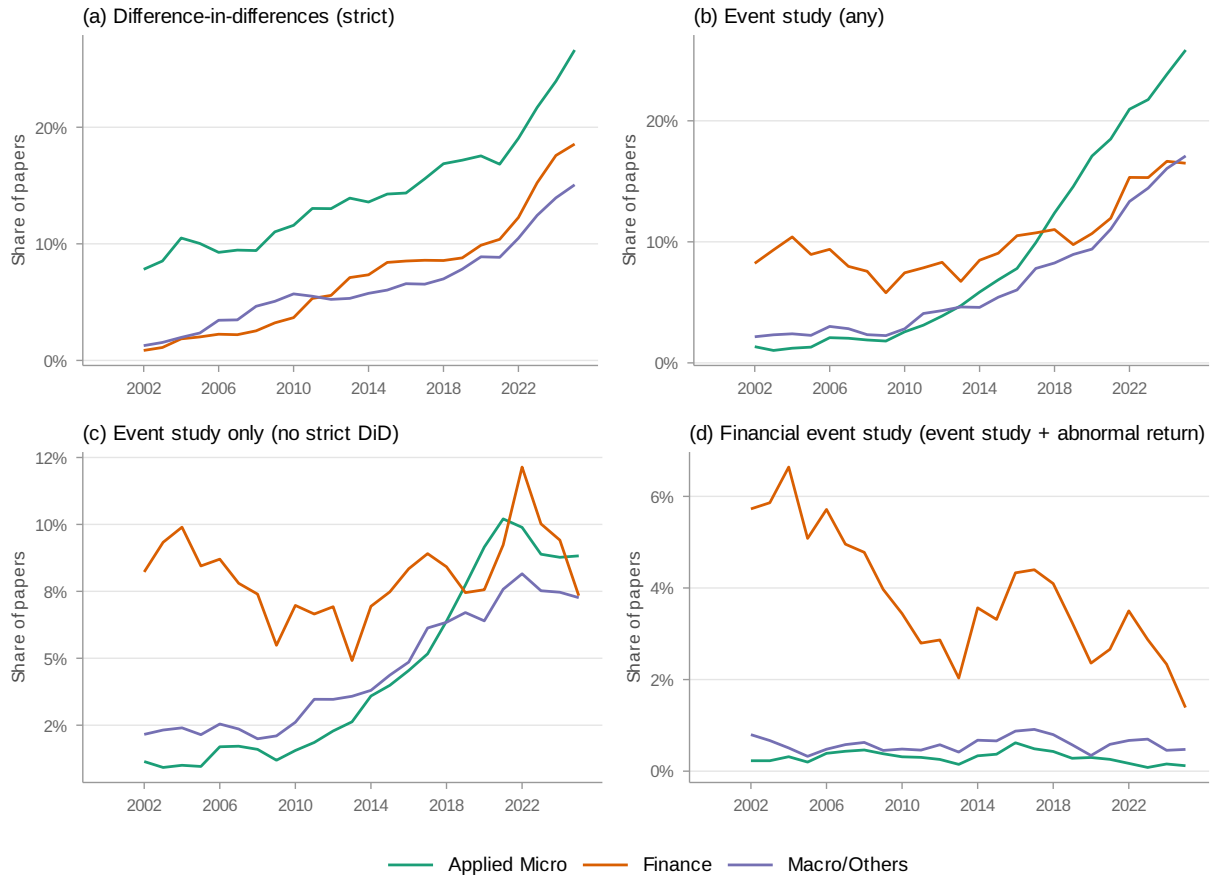 (a) Difference-in-differences (strict)
Share of papers
20%
10%
0%
2002 2006 2010 2014 2018 2022
(b) Event study (any)
Share of papers
20%
10%
0%
2002 2006 2010 2014 2018 2022
(c) Event study only (no strict DiD)
Share of papers
12%
10%
8%
5%
2%
2002 2006 2010 2014 2018 2022
(d) Financial event study (event study + abnormal return)
Share of papers
6%
4%
2%
0%
2002 2006 2010 2014 2018 2022
Applied Micro Finance Macro/Others